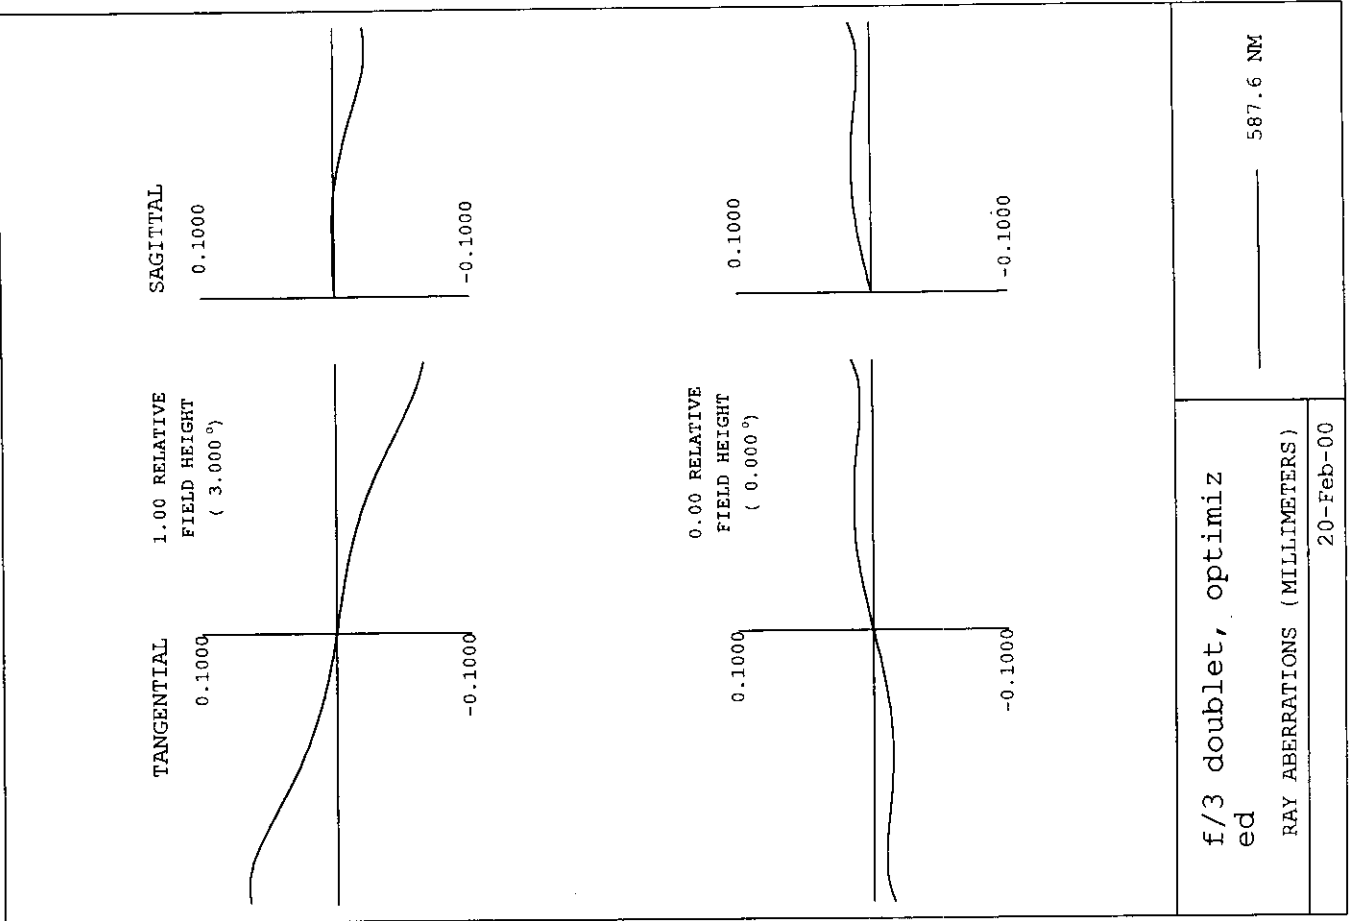 TANGENTIAL
1.00 RELATIVE
FIELD HEIGHT
( 3.000°)
SAGITTAL
0.1000
0.1000
-0.1000
-0.1000
0.00 RELATIVE
FIELD HEIGHT
( 0.000°)
0.1000
0.1000
-0.1000
-0.1000
f/3 doublet, optimiz
ed
RAY ABERRATIONS (MILLIMETERS)
20-Feb-00
587.6 NM